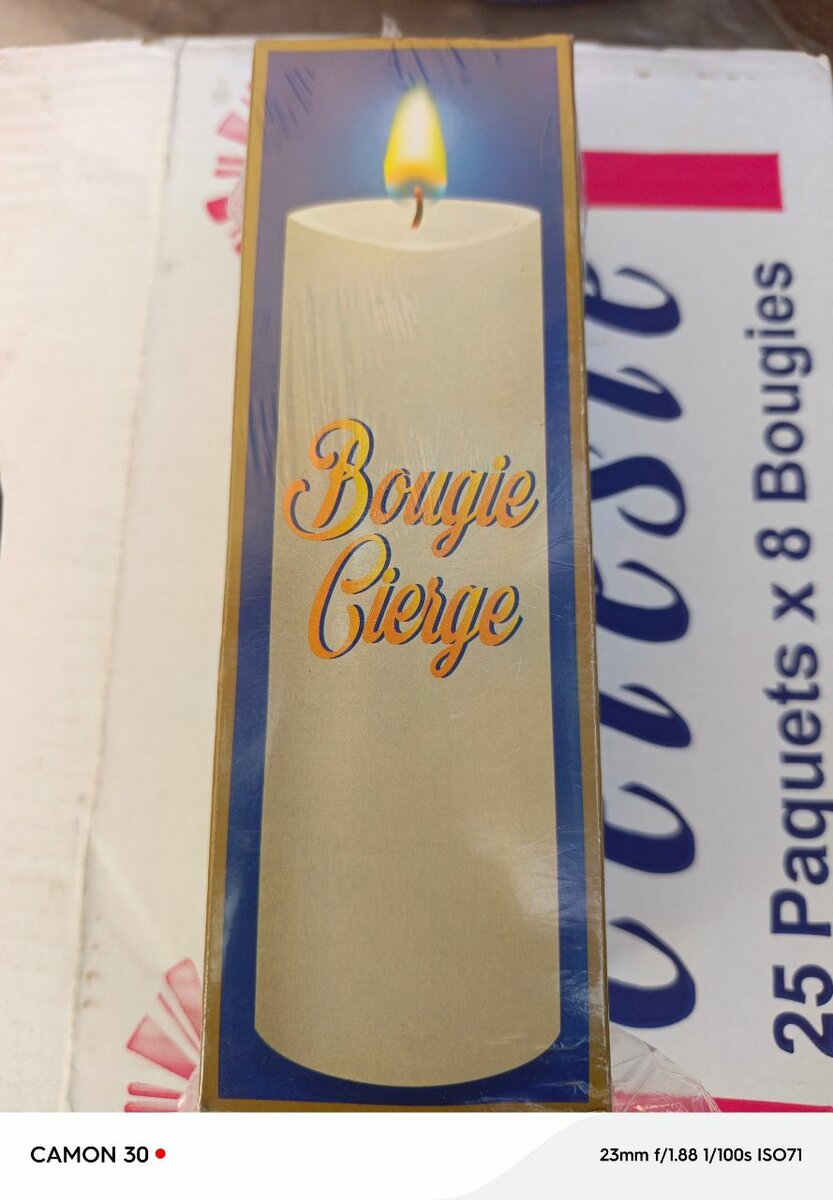 Bougie
Cierge
25 Paquets x 8 Bougies
CAMON 30
23mm f/1.88 1/100s ISO71